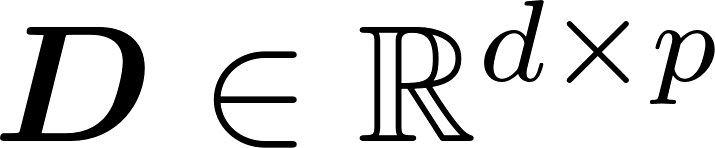 𝑫 ∈ ℝ^{d×p}